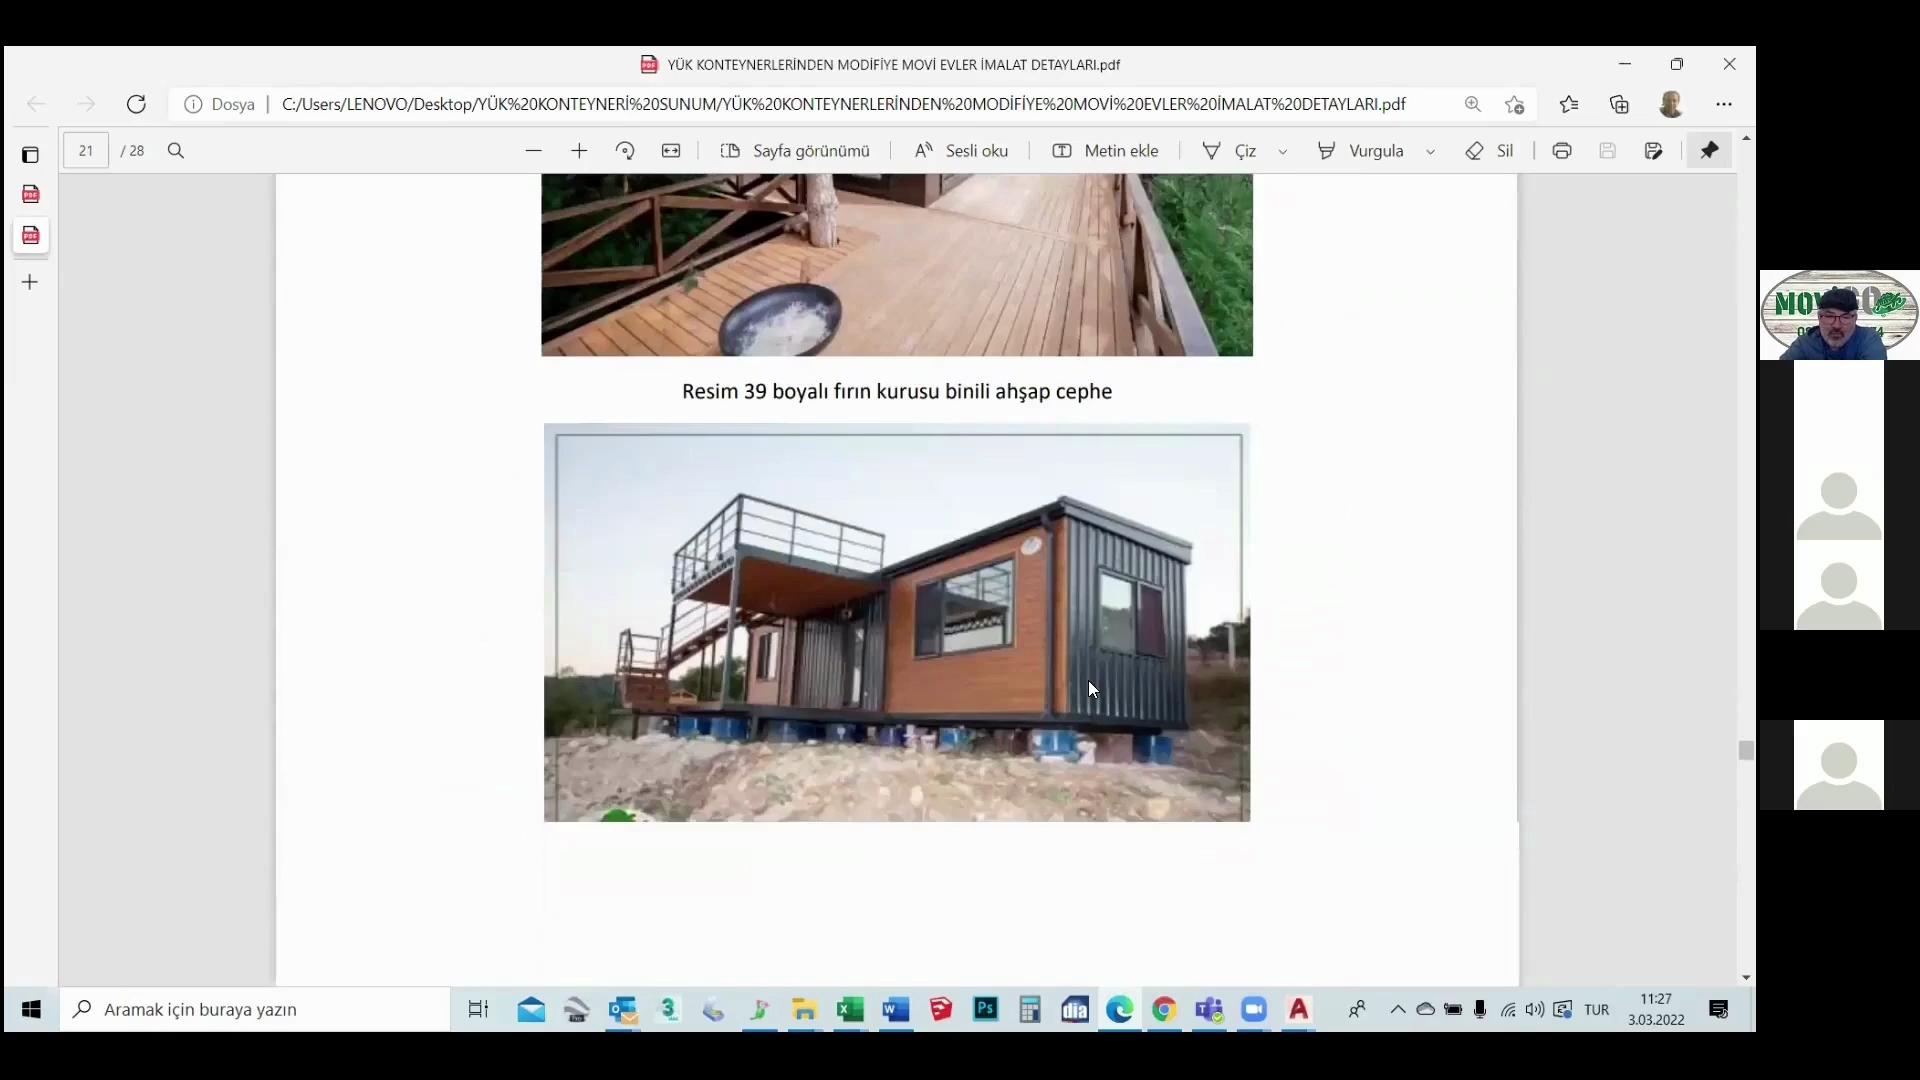 YÜK KONTEYNERLERİNDEN MODİFİYE MOVİ EVLER İMALAT DETAYLARI.pdf
Dosya | C:/Users/LENOVO/Desktop/YÜK%20KONTEYNERİ%20SUNUM/YÜK%20KONTEYNERLERİNDEN%20MODİFİYE%20MOVİ%20EVLER%20İMALAT%20DETAYLARI.pdf
21 / 28 Sayfa görünümü Sesli oku Metin ekle Çiz Vurgula Sil
Resim 39 boyalı fırın kurusu binili ahşap cephe
Aramak için buraya yazın
TUR
11:27
3.03.2022